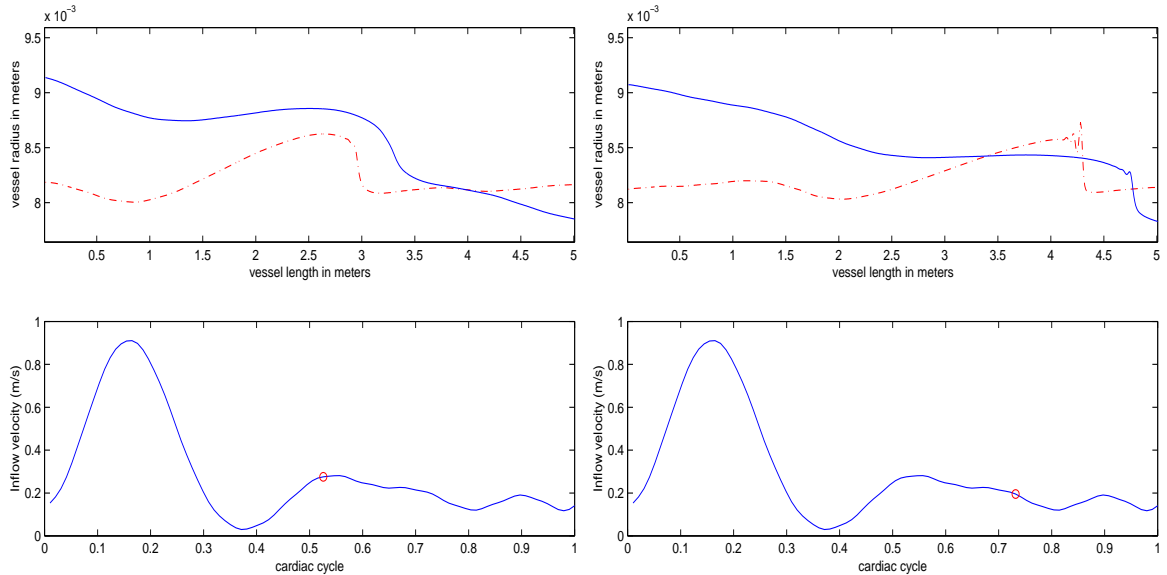 x 10⁻³
9.5
9
8.5
8
vessel radius in meters
0.5 1 1.5 2 2.5 3 3.5 4 4.5 5
vessel length in meters
x 10⁻³
9.5
9
8.5
8
vessel radius in meters
0.5 1 1.5 2 2.5 3 3.5 4 4.5 5
vessel length in meters
1
0.8
0.6
0.4
0.2
0
Inflow velocity (m/s)
0 0.1 0.2 0.3 0.4 0.5 0.6 0.7 0.8 0.9 1
cardiac cycle
1
0.8
0.6
0.4
0.2
0
Inflow velocity (m/s)
0 0.1 0.2 0.3 0.4 0.5 0.6 0.7 0.8 0.9 1
cardiac cycle